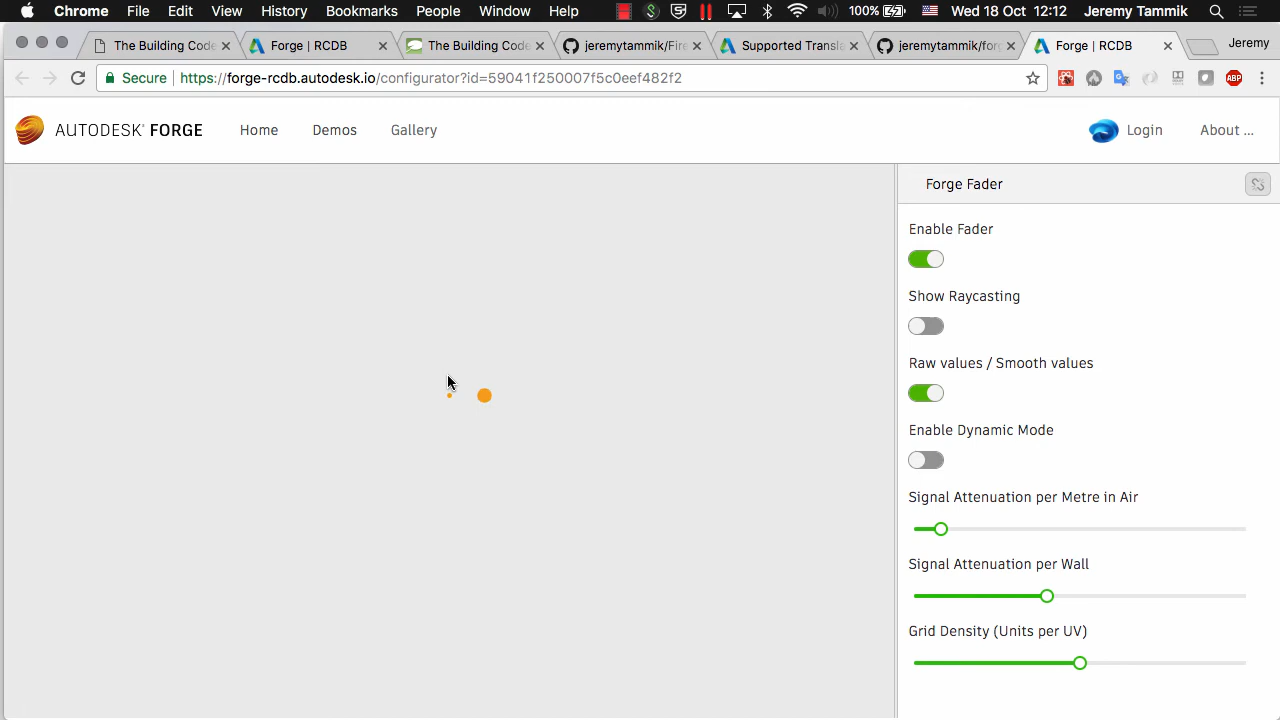 Chrome File Edit View History Bookmarks People Window Help 100% Wed 18 Oct 12:12 Jeremy Tammik
The Building Code Forge | RCDB The Building Code jeremytammik/Fire Supported Transla jeremytammik/forg Forge | RCDB Jeremy
Secure https://forge-rcdb.autodesk.io/configurator?id=59041f250007f5c0eef482f2 ABP
AUTODESK® FORGE Home Demos Gallery Login About ...
Forge Fader
Enable Fader
Show Raycasting
Raw values / Smooth values
Enable Dynamic Mode
Signal Attenuation per Metre in Air
Signal Attenuation per Wall
Grid Density (Units per UV)